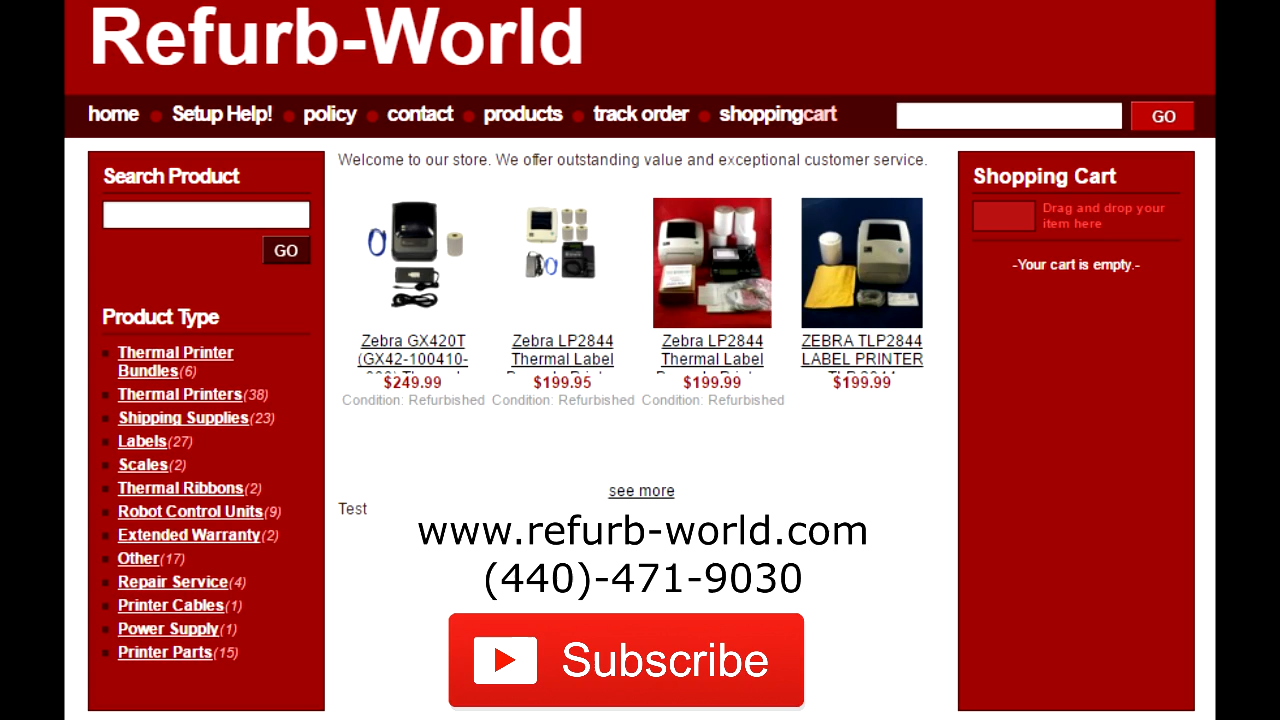 Refurb-World
home Setup Help! policy contact products track order shoppingcart GO
Search Product
GO
Product Type
Thermal Printer
Bundles(6)
Thermal Printers(38)
Shipping Supplies(23)
Labels(27)
Scales(2)
Thermal Ribbons(2)
Robot Control Units(9)
Extended Warranty(2)
Other(17)
Repair Service(4)
Printer Cables(1)
Power Supply(1)
Printer Parts(15)
Welcome to our store. We offer outstanding value and exceptional customer service.
Zebra GX420T
(GX42-100410-
$249.99
Condition: Refurbished
Zebra LP2844
Thermal Label
$199.95
Condition: Refurbished
Zebra LP2844
Thermal Label
$199.99
Condition: Refurbished
ZEBRA TLP2844
LABEL PRINTER
$199.99
see more
Test
www.refurb-world.com
(440)-471-9030
Subscribe
Shopping Cart
Drag and drop your
item here
-Your cart is empty.-